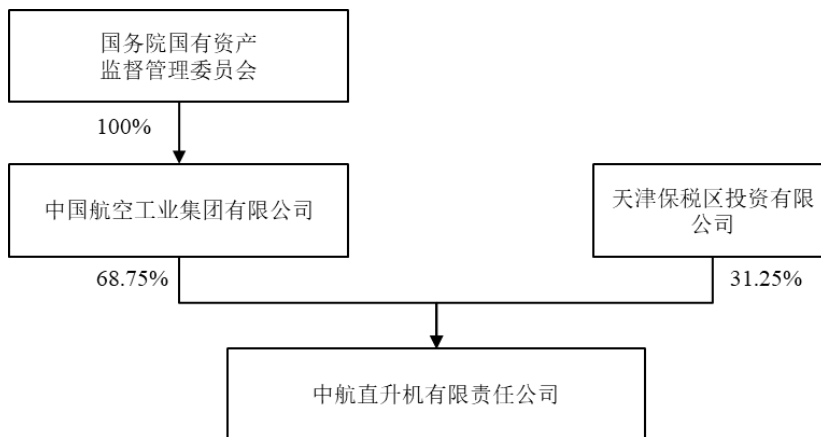 国务院国有资产
监督管理委员会
100%
中国航空工业集团有限公司
天津保税区投资有限
公司
68.75%
31.25%
中航直升机有限责任公司